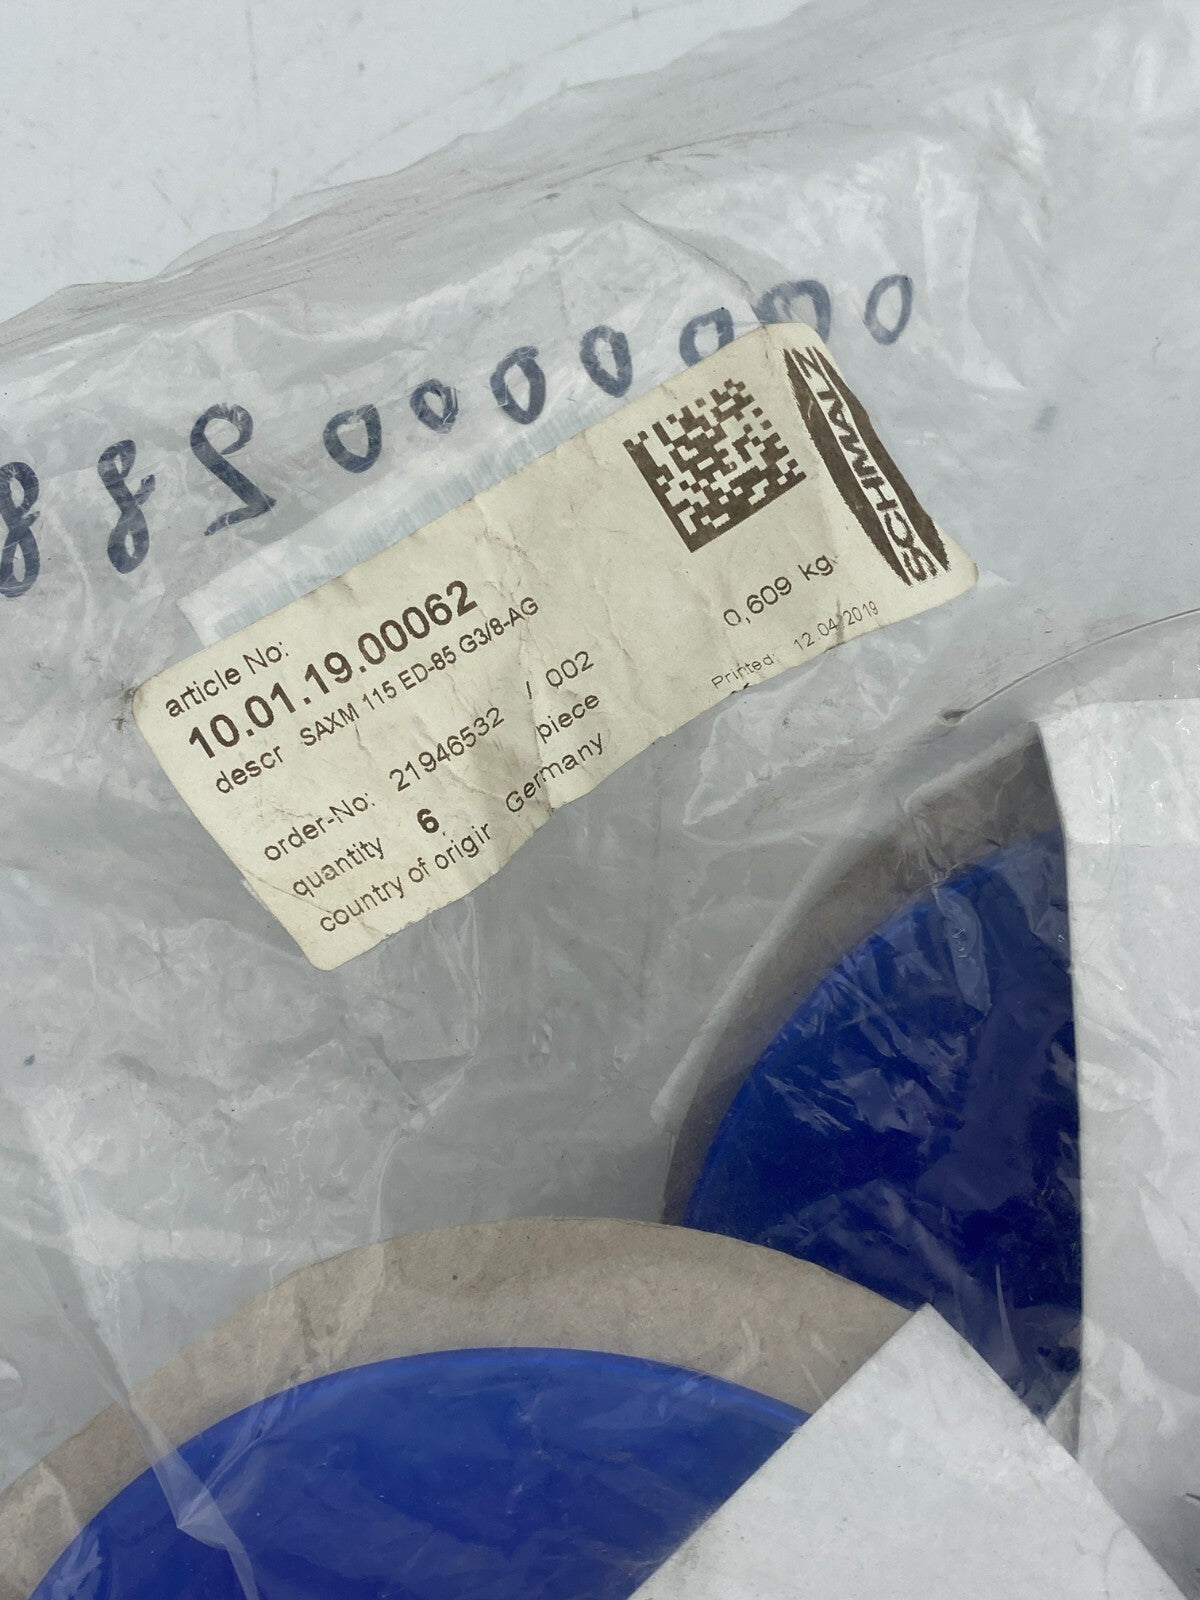 article No:
10.01.19.00062
descr SAXM 115 ED-85 G3/8-AG
order-No: 21946532 / 002
quantity 6 piece
country of origin Germany
0,609 kg
Printed: 12.04.2019
SCHMALZ